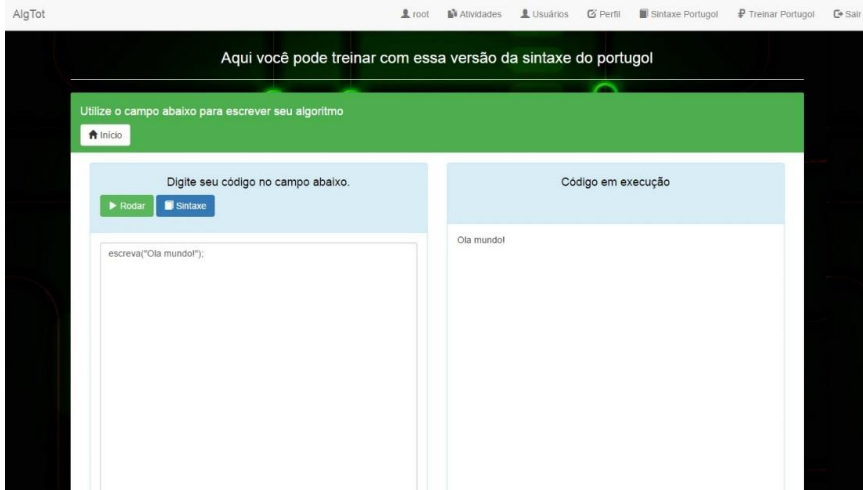 AlgTot
root Atividades Usuários Perfil Sintaxe Portugol Treinar Portugol Sair
Aqui você pode treinar com essa versão da sintaxe do portugol
Utilize o campo abaixo para escrever seu algoritmo
Início
Digite seu código no campo abaixo.
Rodar Sintaxe
escreva("Ola mundo!");
Código em execução
Ola mundo!